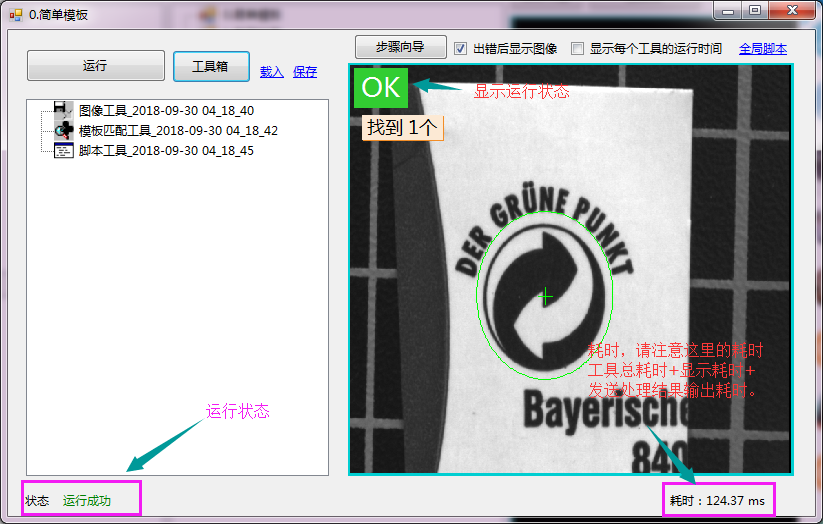 0.简单模板
运行
工具箱
载入
保存
步骤向导
出错后显示图像
显示每个工具的运行时间
全局脚本
图像工具_2018-09-30 04_18_40
模板匹配工具_2018-09-30 04_18_42
脚本工具_2018-09-30 04_18_45
OK
显示运行状态
找到 1个
DER GRÜNE PUNKT
耗时，请注意这里的耗时
工具总耗时+显示耗时+
发送处理结果输出耗时。
Bayerische
840
运行状态
状态
运行成功
耗时：124.37 ms